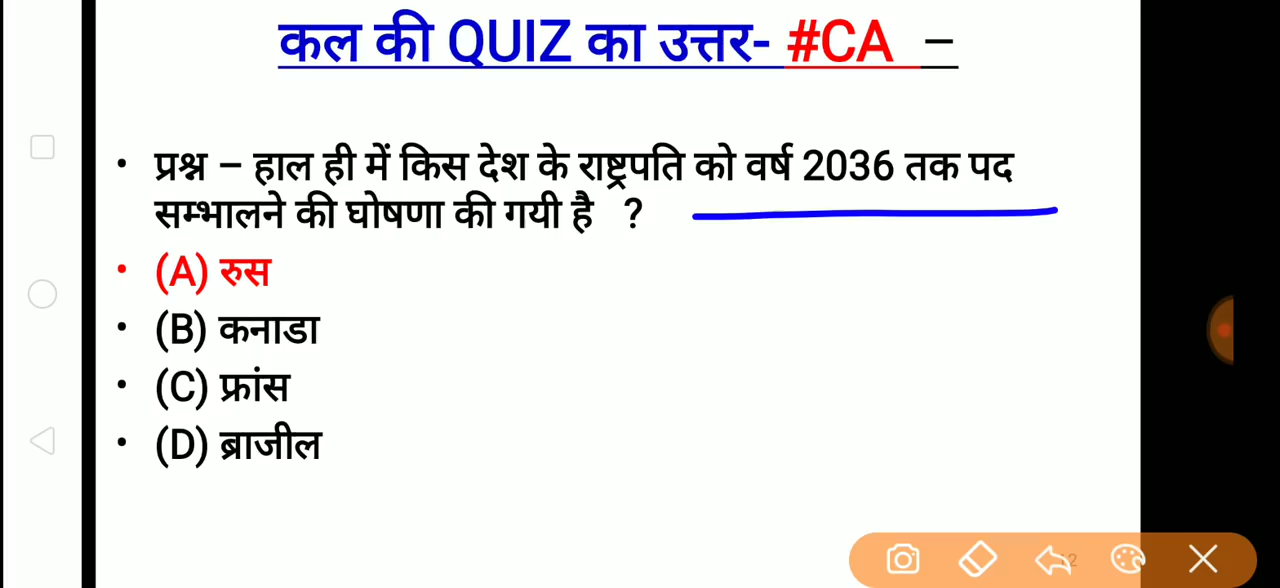 कल की QUIZ का उत्तर- #CA –
• प्रश्न – हाल ही में किस देश के राष्ट्रपति को वर्ष 2036 तक पद
सम्भालने की घोषणा की गयी है ?
• (A) रुस
• (B) कनाडा
• (C) फ्रांस
• (D) ब्राजील